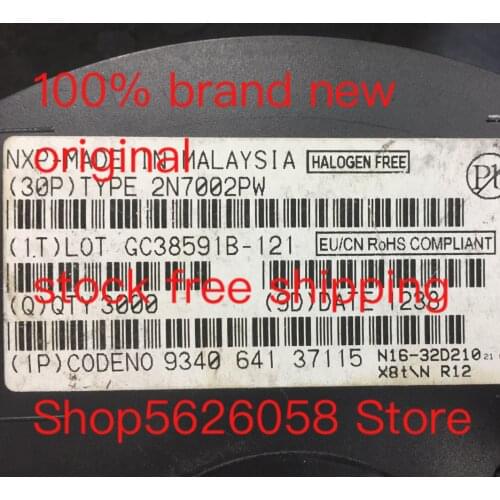 100% brand new
original
NXP MADE IN MALAYSIA HALOGEN FREE
(30P)TYPE 2N7002PW
(1T)LOT GC38591B-121 EU/CN RoHS COMPLIANT
stock free shipping
(Q)QTY 3000 (9D)DATE 1238
(1P)CODENO 9340 641 37115 N16-32D210 21
X8t\N R12
Shop5626058 Store